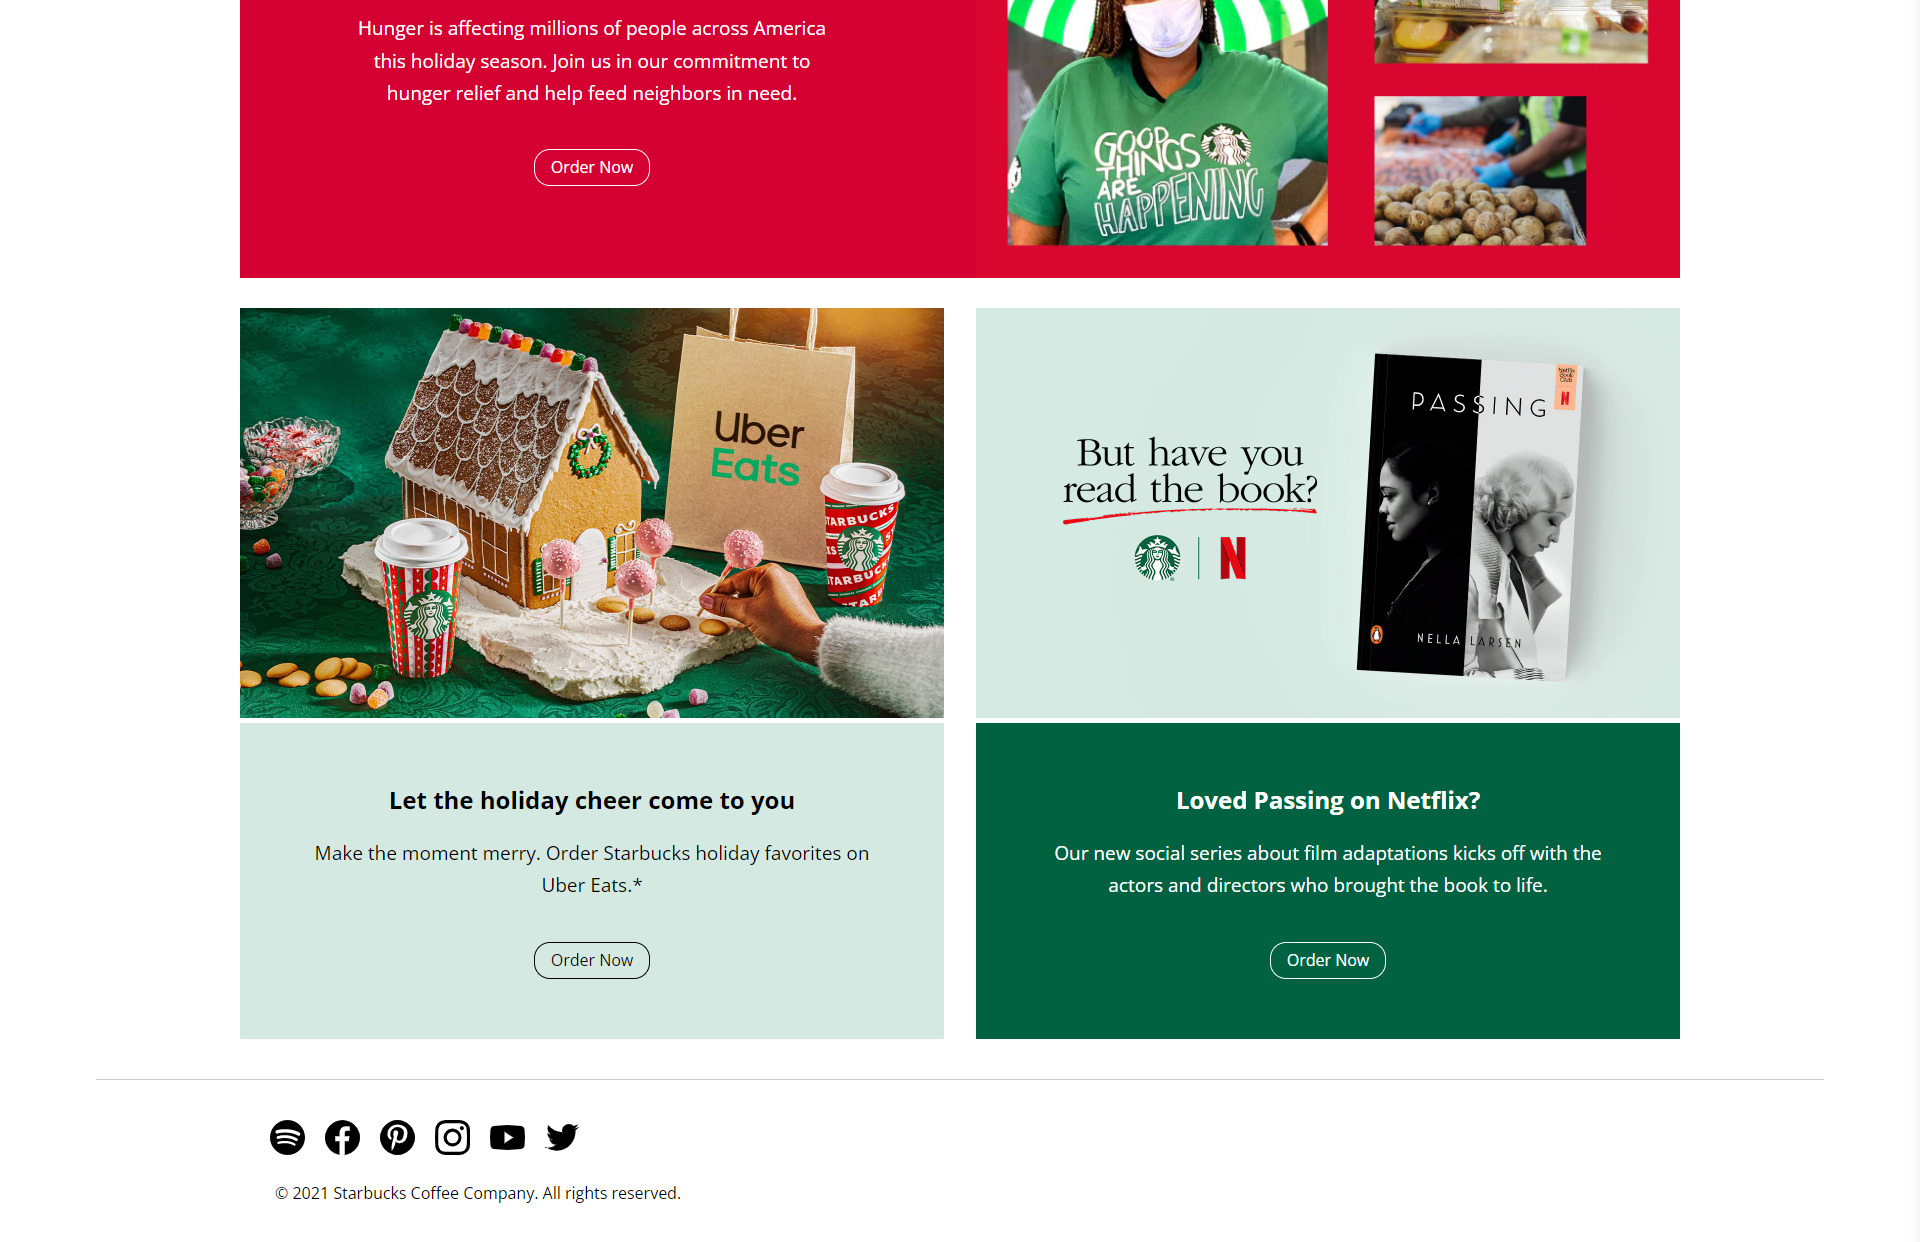 Hunger is affecting millions of people across America
this holiday season. Join us in our commitment to
hunger relief and help feed neighbors in need.
Order Now
GOOD
THINGS
ARE
HAPPENING
Uber
Eats
STARBUCKS
STARBUCKS
But have you
read the book?
PASSING
Netflix
Book
Club
N
N
NELLA LARSEN
Let the holiday cheer come to you
Make the moment merry. Order Starbucks holiday favorites on
Uber Eats.*
Order Now
Loved Passing on Netflix?
Our new social series about film adaptations kicks off with the
actors and directors who brought the book to life.
Order Now
© 2021 Starbucks Coffee Company. All rights reserved.